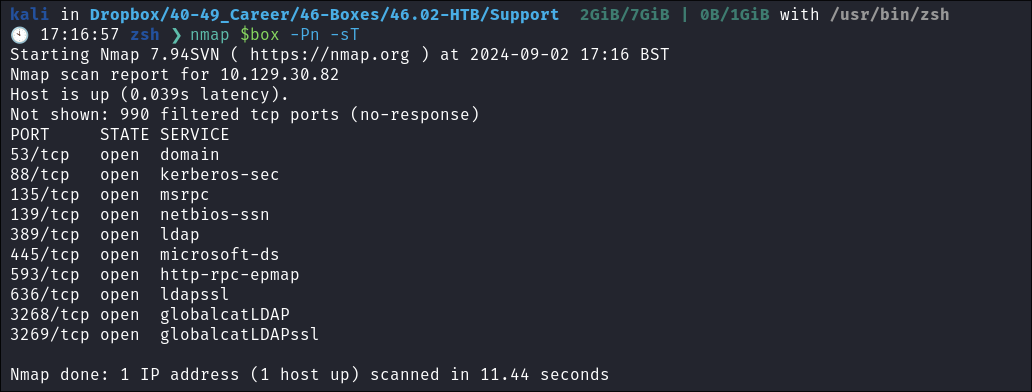 kali in Dropbox/40-49_Career/46-Boxes/46.02-HTB/Support 2GiB/7GiB | 0B/1GiB with /usr/bin/zsh
🕙 17:16:57 zsh ❯ nmap $box -Pn -sT
Starting Nmap 7.94SVN ( https://nmap.org ) at 2024-09-02 17:16 BST
Nmap scan report for 10.129.30.82
Host is up (0.039s latency).
Not shown: 990 filtered tcp ports (no-response)
PORT     STATE SERVICE
53/tcp   open  domain
88/tcp   open  kerberos-sec
135/tcp  open  msrpc
139/tcp  open  netbios-ssn
389/tcp  open  ldap
445/tcp  open  microsoft-ds
593/tcp  open  http-rpc-epmap
636/tcp  open  ldapssl
3268/tcp open  globalcatLDAP
3269/tcp open  globalcatLDAPssl
Nmap done: 1 IP address (1 host up) scanned in 11.44 seconds